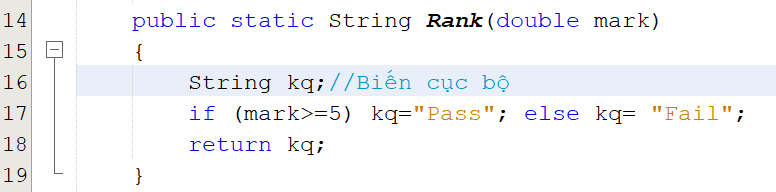 14 public static String Rank(double mark)
15 {
16 String kq;//Biến cục bộ
17 if (mark>=5) kq="Pass"; else kq= "Fail";
18 return kq;
19 }